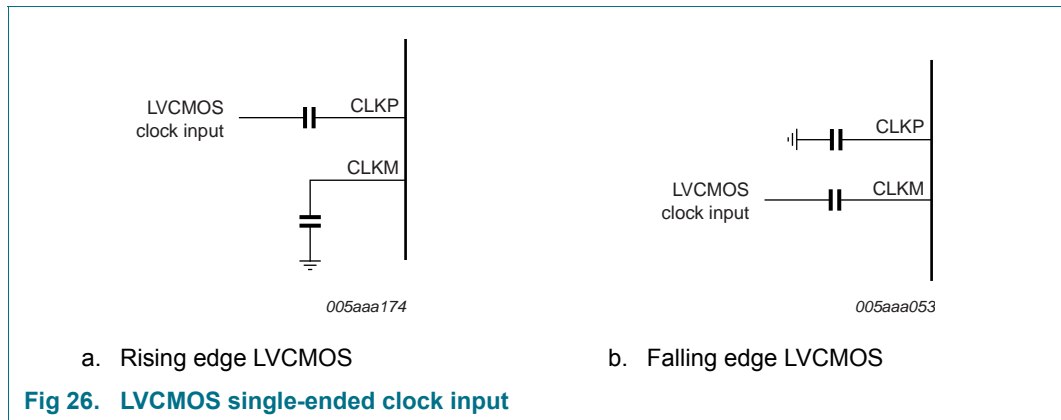 LVCMOS
clock input
CLKP
CLKM
005aaa174
a. Rising edge LVCMOS
CLKP
LVCMOS
clock input
CLKM
005aaa053
b. Falling edge LVCMOS
Fig 26. LVCMOS single-ended clock input